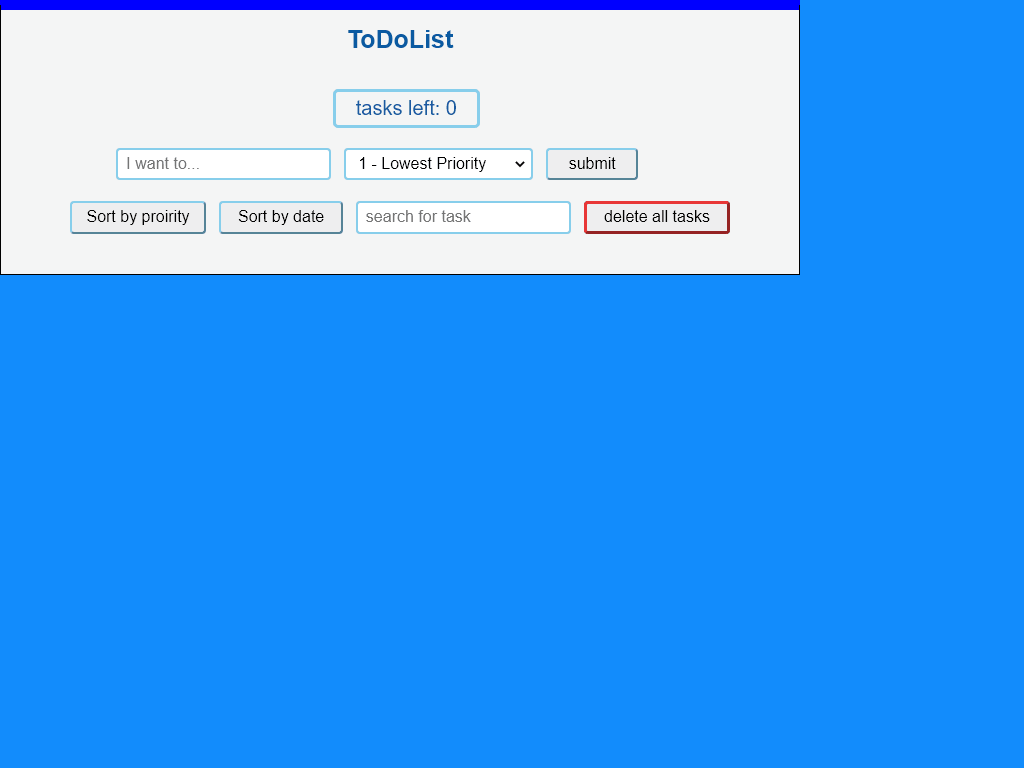 ToDoList
tasks left: 0
I want to... 1 - Lowest Priority submit
Sort by proirity Sort by date search for task delete all tasks